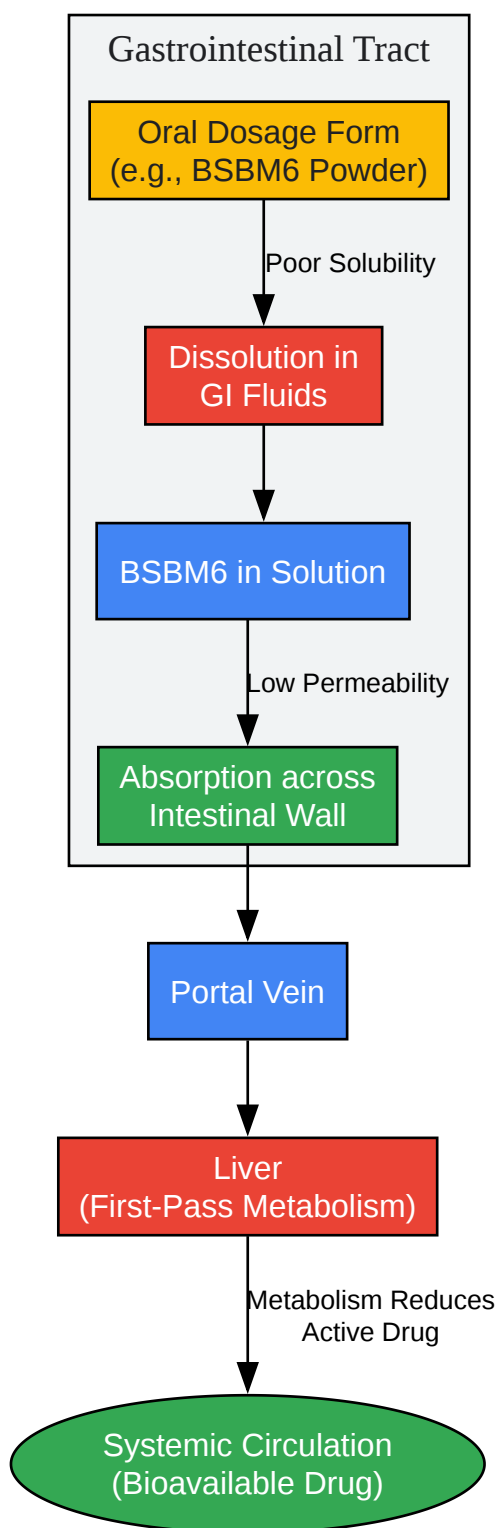 Gastrointestinal Tract
Oral Dosage Form
(e.g., BSBM6 Powder)
Poor Solubility
Dissolution in
GI Fluids
BSBM6 in Solution
Low Permeability
Absorption across
Intestinal Wall
Portal Vein
Liver
(First-Pass Metabolism)
Metabolism Reduces
Active Drug
Systemic Circulation
(Bioavailable Drug)